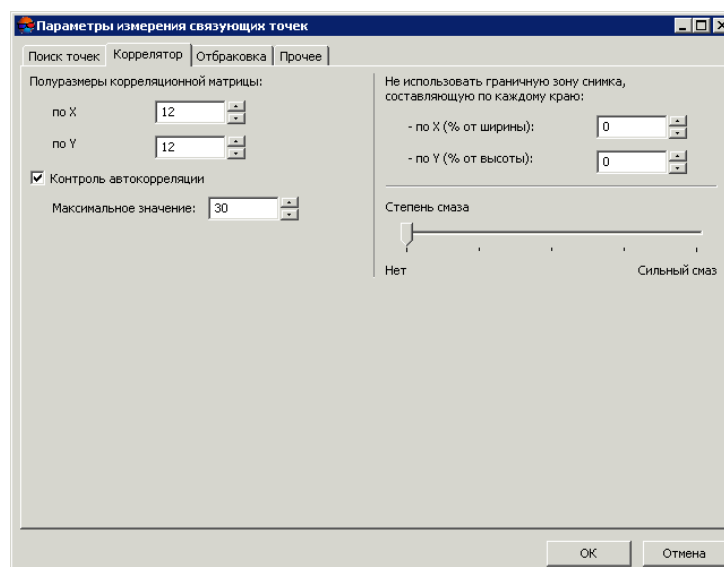 Параметры измерения связующих точек
Поиск точек Коррелятор Отбраковка Прочее
Полуразмеры корреляционной матрицы:
по X 12
по Y 12
Контроль автокорреляции
Максимальное значение: 30
Не использовать граничную зону снимка,
составляющую по каждому краю:
- по X (% от ширины): 0
- по Y (% от высоты): 0
Степень смаза
Нет Сильный смаз
OK Отмена